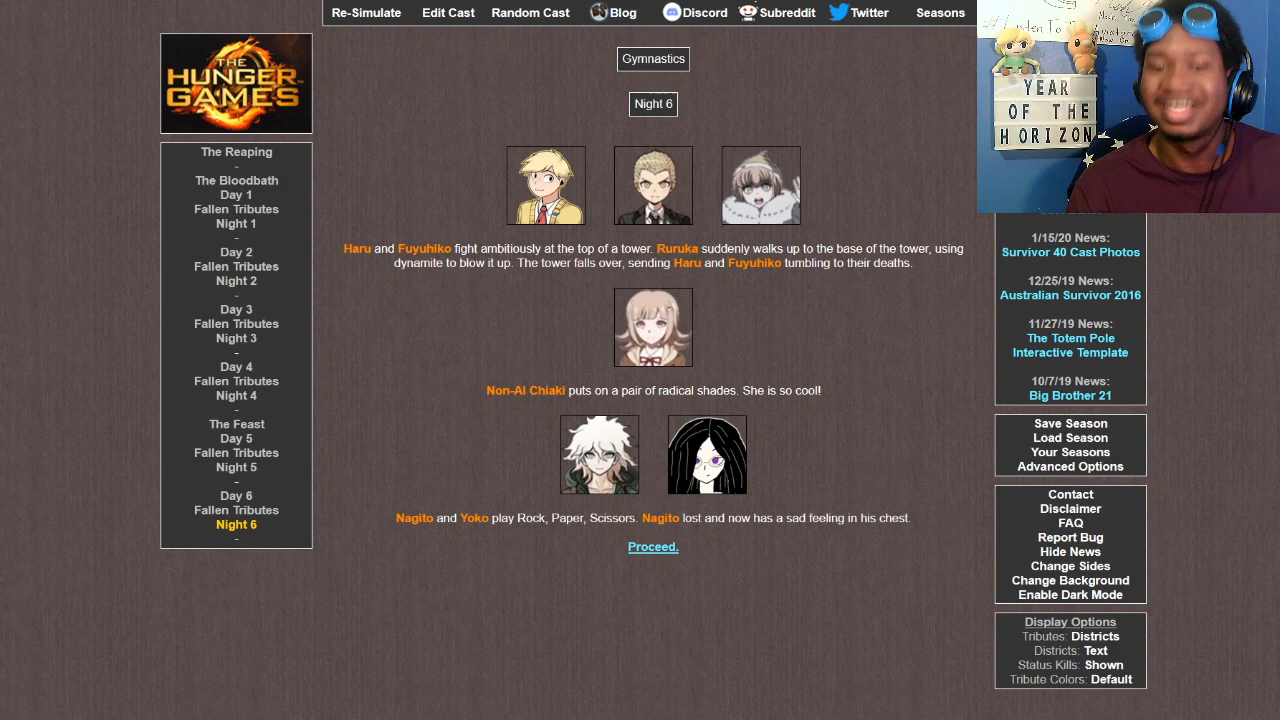 Re-Simulate Edit Cast Random Cast Blog Discord Subreddit Twitter Seasons
THE
HUNGER
GAMES
The Reaping
-
The Bloodbath
Day 1
Fallen Tributes
Night 1
-
Day 2
Fallen Tributes
Night 2
-
Day 3
Fallen Tributes
Night 3
-
Day 4
Fallen Tributes
Night 4
-
The Feast
Day 5
Fallen Tributes
Night 5
-
Day 6
Fallen Tributes
Night 6
-
Gymnastics
Night 6
Haru and Fuyuhiko fight ambitiously at the top of a tower. Ruruka suddenly walks up to the base of the tower, using
dynamite to blow it up. The tower falls over, sending Haru and Fuyuhiko tumbling to their deaths.
Non-AI Chiaki puts on a pair of radical shades. She is so cool!
Nagito and Yoko play Rock, Paper, Scissors. Nagito lost and now has a sad feeling in his chest.
Proceed.
YEAR
OF THE
HORIZON
1/15/20 News:
Survivor 40 Cast Photos
12/25/19 News:
Australian Survivor 2016
11/27/19 News:
The Totem Pole
Interactive Template
10/7/19 News:
Big Brother 21
Save Season
Load Season
Your Seasons
Advanced Options
Contact
Disclaimer
FAQ
Report Bug
Hide News
Change Sides
Change Background
Enable Dark Mode
Display Options
Tributes: Districts
Districts: Text
Status Kills: Shown
Tribute Colors: Default